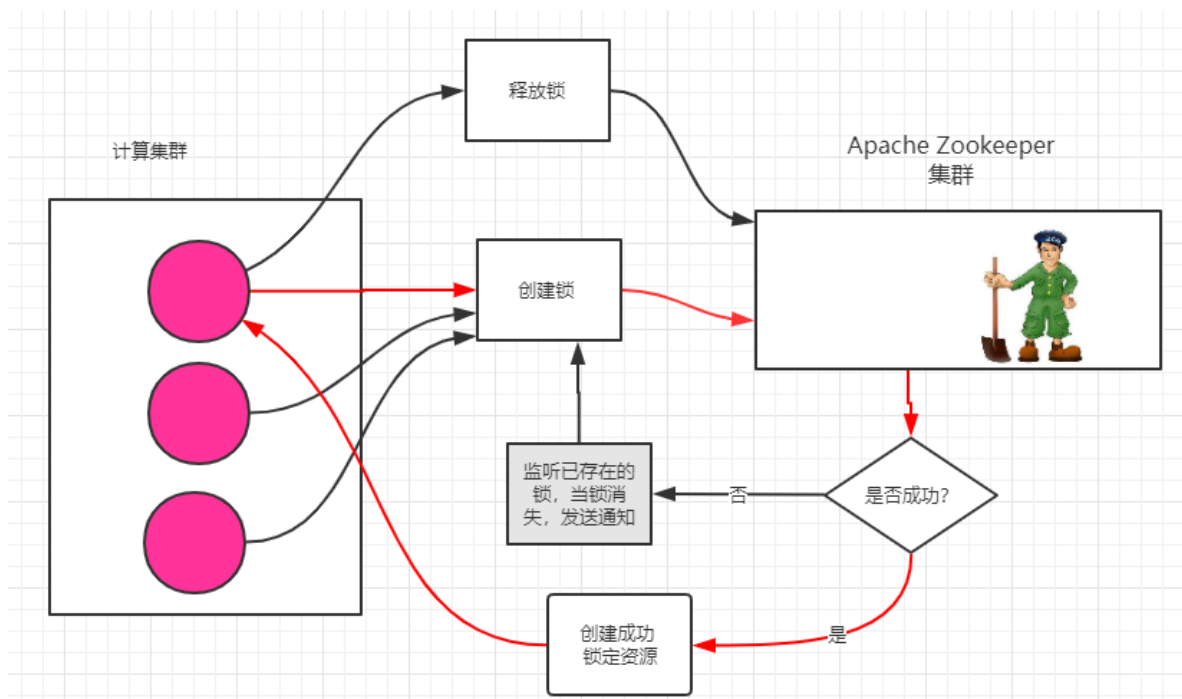 释放锁
计算集群
Apache Zookeeper
集群
创建锁
监听已存在的
锁，当锁消
失，发送通知
否
是否成功?
是
创建成功
锁定资源